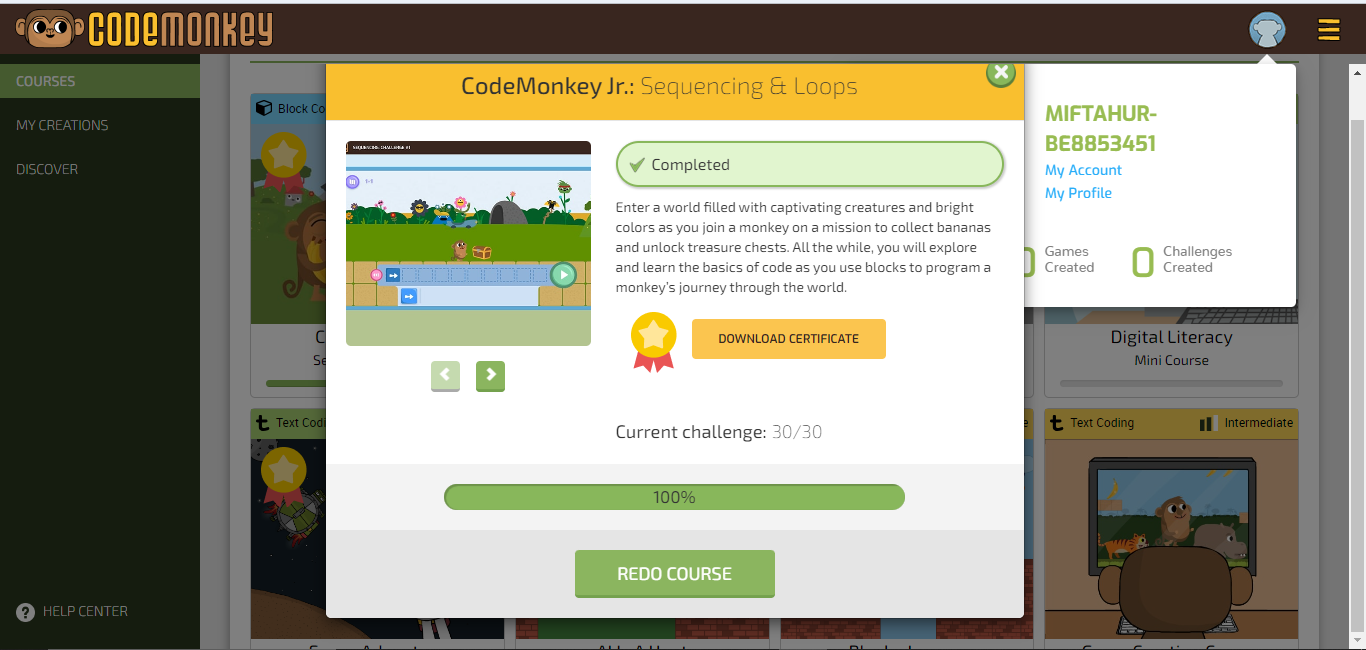 CODEMONKEY
COURSES
MY CREATIONS
DISCOVER
HELP CENTER
Block Co
CodeMonkey Jr.: Sequencing & Loops
SEQUENCING CHALLENGE #1
Completed
Enter a world filled with captivating creatures and bright
colors as you join a monkey on a mission to collect bananas
and unlock treasure chests. All the while, you will explore
and learn the basics of code as you use blocks to program a
monkey's journey through the world.
DOWNLOAD CERTIFICATE
Current challenge: 30/30
100%
REDO COURSE
MIFTAHUR-
BE8853451
My Account
My Profile
0 Games
Created
0 Challenges
Created
C
Se
Digital Literacy
Mini Course
Text Codi
e
Text Coding
Intermediate